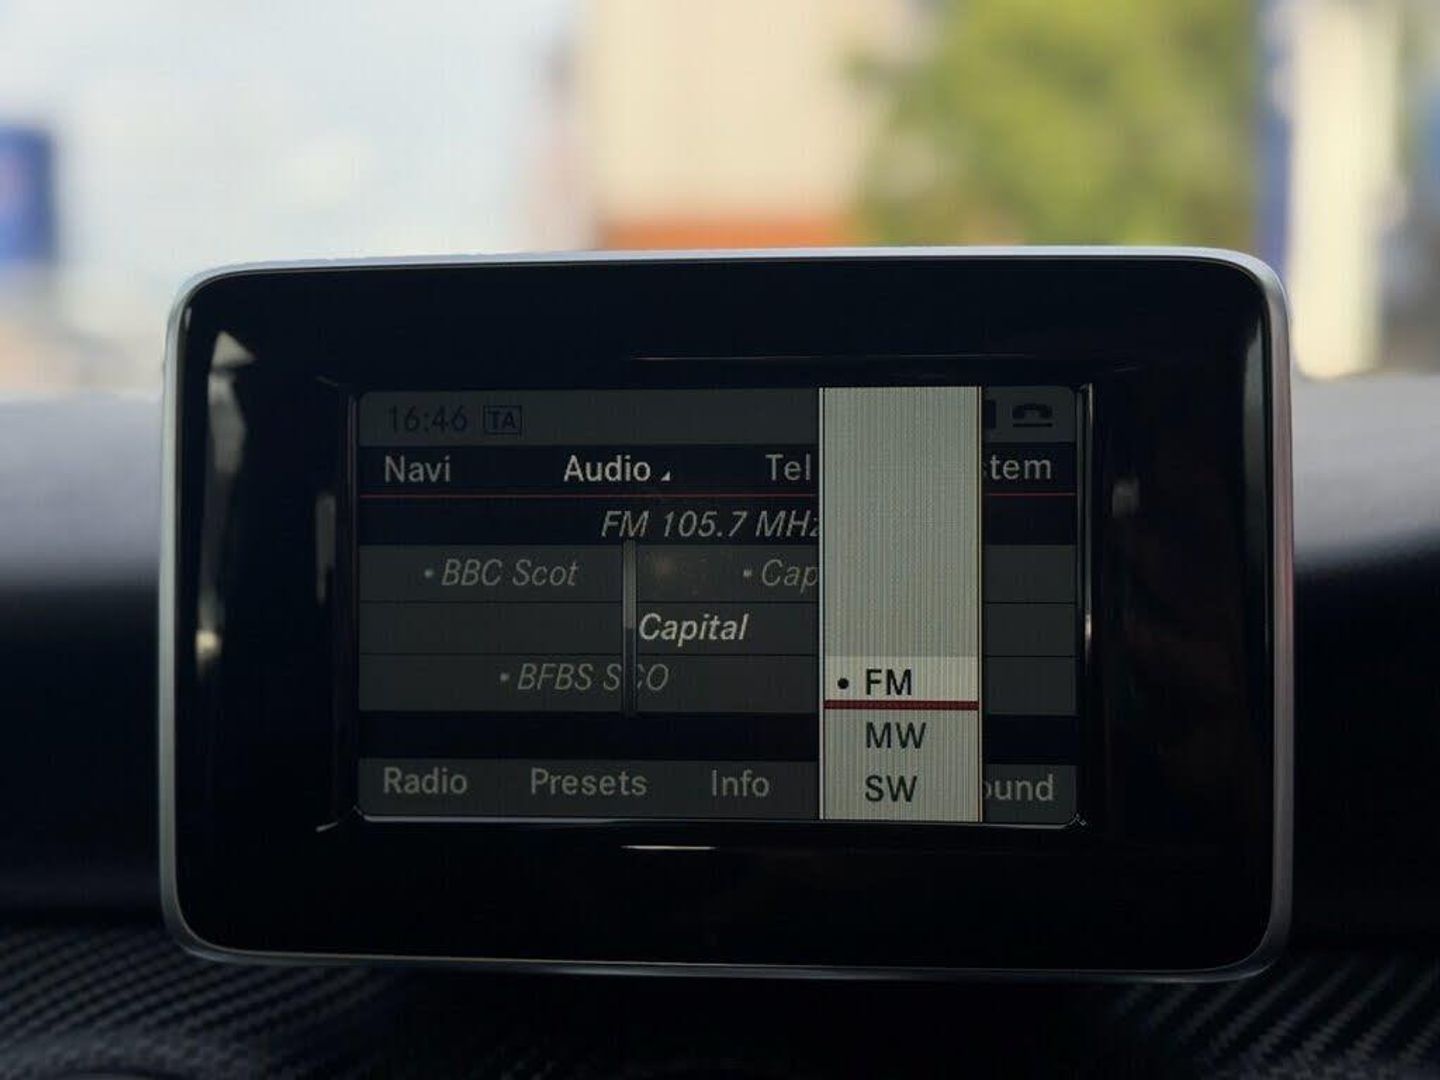 16:46 TA
Navi Audio Tel tem
FM 105.7 MHz
• BBC Scot • Cap
Capital
• BFBS SCO
• FM
MW
SW
Radio Presets Info ound